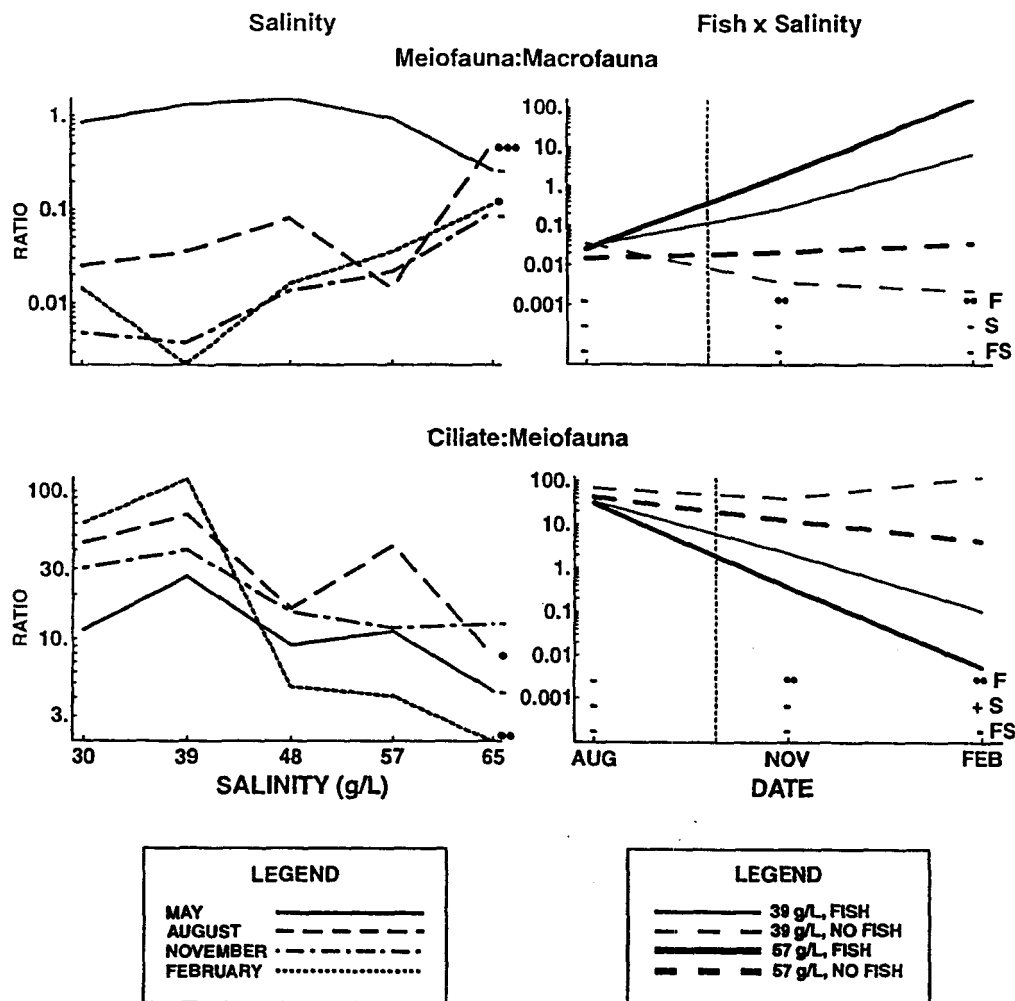 Salinity
Fish x Salinity
Meiofauna:Macrofauna
RATIO
1.
0.1
0.01
100.
10.
1.
0.1
0.01
0.001
F
S
FS
Ciliate:Meiofauna
RATIO
100.
30.
10.
3.
30 39 48 57 65
SALINITY (g/L)
100.
10.
1.
0.1
0.01
0.001
F
+ S
FS
AUG NOV FEB
DATE
LEGEND
MAY
AUGUST
NOVEMBER
FEBRUARY
LEGEND
39 g/L, FISH
39 g/L, NO FISH
57 g/L, FISH
57 g/L, NO FISH